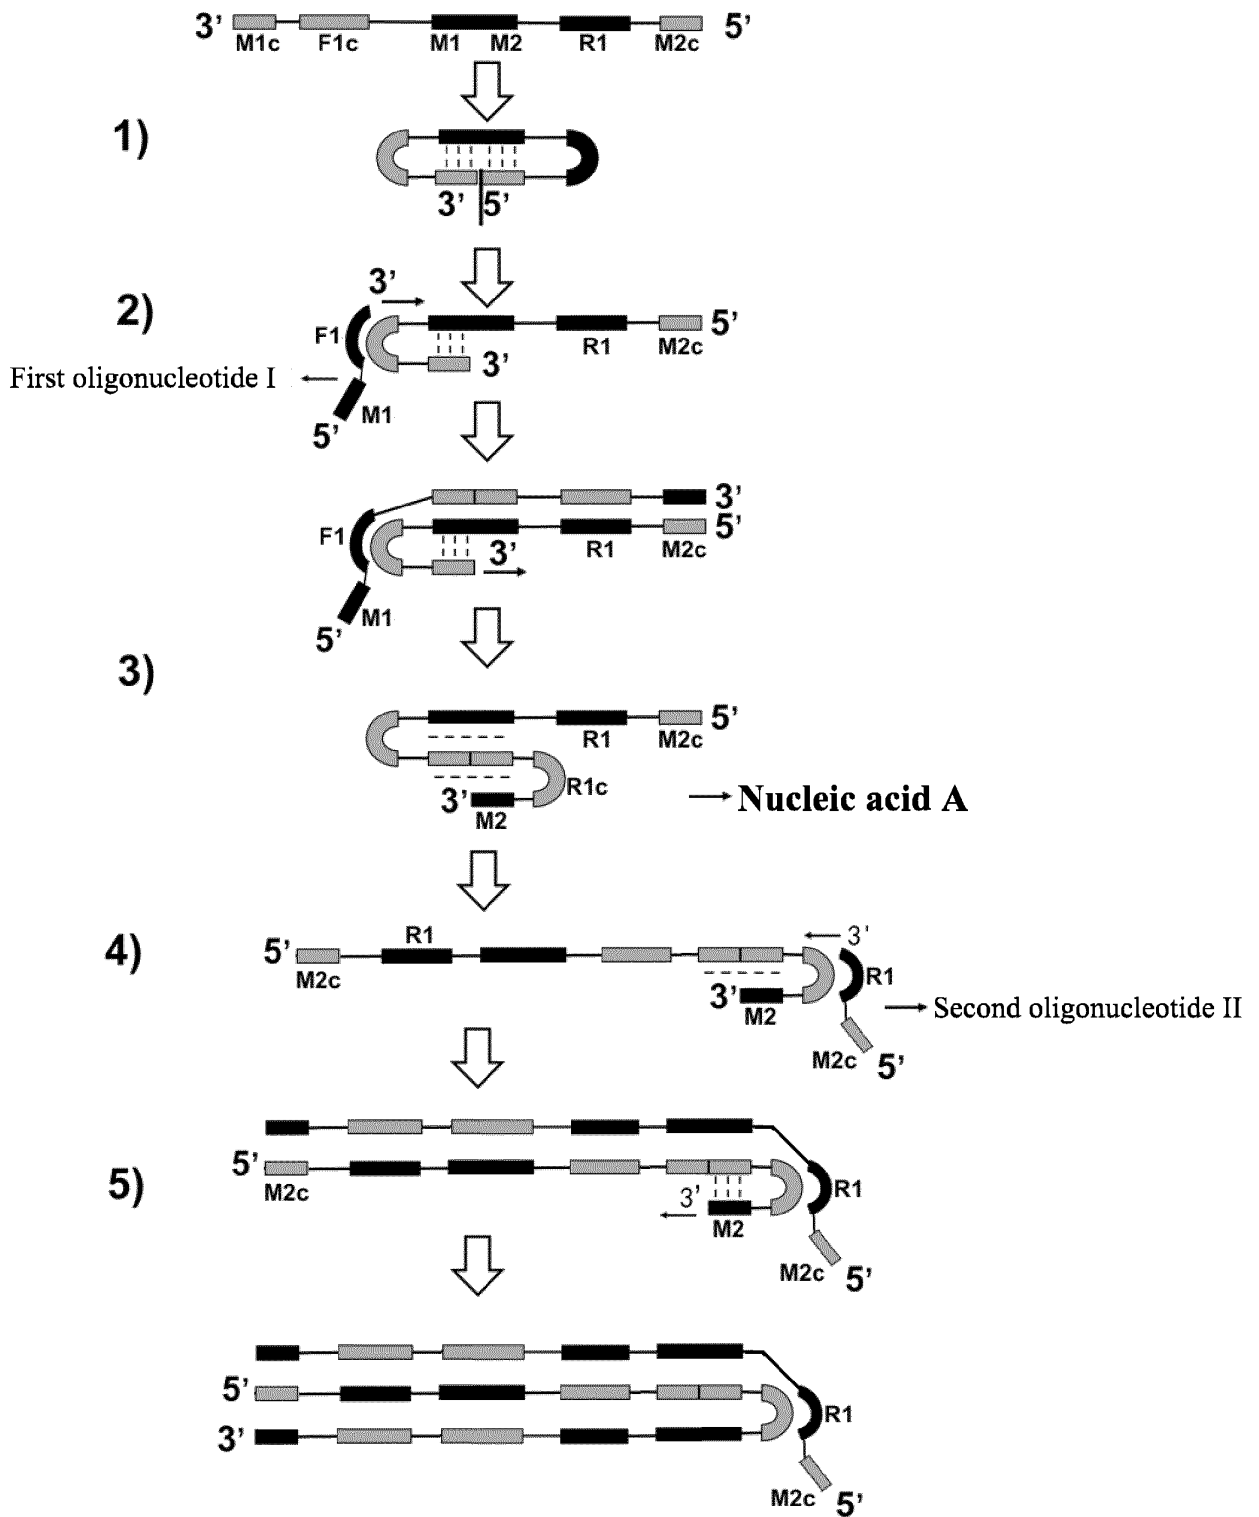 3' 5'
M1c F1c M1 M2 R1 M2c
1)
3' 5'
2)
3'
F1
5'
R1 M2c
3'
First oligonucleotide I
M1
5'
3'
5'
F1
3'
R1 M2c
M1
5'
3)
5'
R1 M2c
R1c
3'
M2
Nucleic acid A
4)
5'
R1
3'
M2c
R1
3'
M2
Second oligonucleotide II
M2c 5'
5)
5'
M2c
3'
R1
M2
M2c 5'
5'
R1
3'
M2c 5'